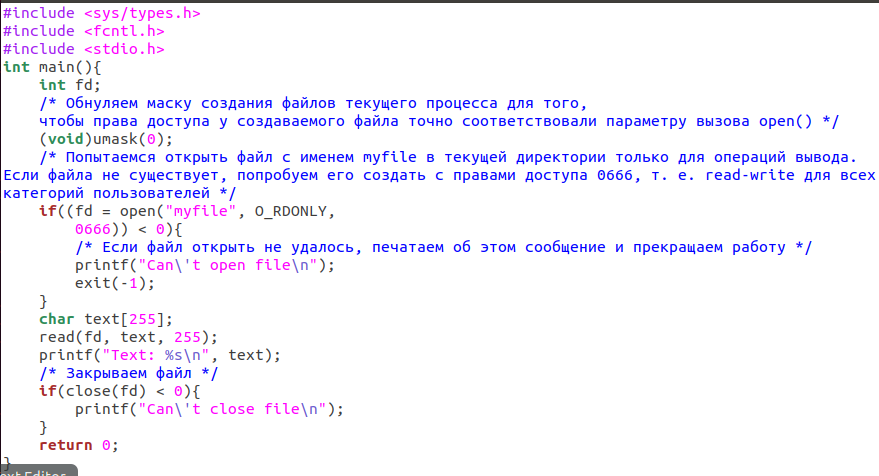 #include <sys/types.h>
#include <fcntl.h>
#include <stdio.h>
int main(){
    int fd;
    /* Обнуляем маску создания файлов текущего процесса для того,
    чтобы права доступа у создаваемого файла точно соответствовали параметру вызова open() */
    (void)umask(0);
    /* Попытаемся открыть файл с именем myfile в текущей директории только для операций вывода.
Если файла не существует, попробуем его создать с правами доступа 0666, т. е. read-write для всех
категорий пользователей */
    if((fd = open("myfile", O_RDONLY,
        0666)) < 0){
        /* Если файл открыть не удалось, печатаем об этом сообщение и прекращаем работу */
        printf("Can\'t open file\n");
        exit(-1);
    }
    char text[255];
    read(fd, text, 255);
    printf("Text: %s\n", text);
    /* Закрываем файл */
    if(close(fd) < 0){
        printf("Can\'t close file\n");
    }
    return 0;
}
Editor